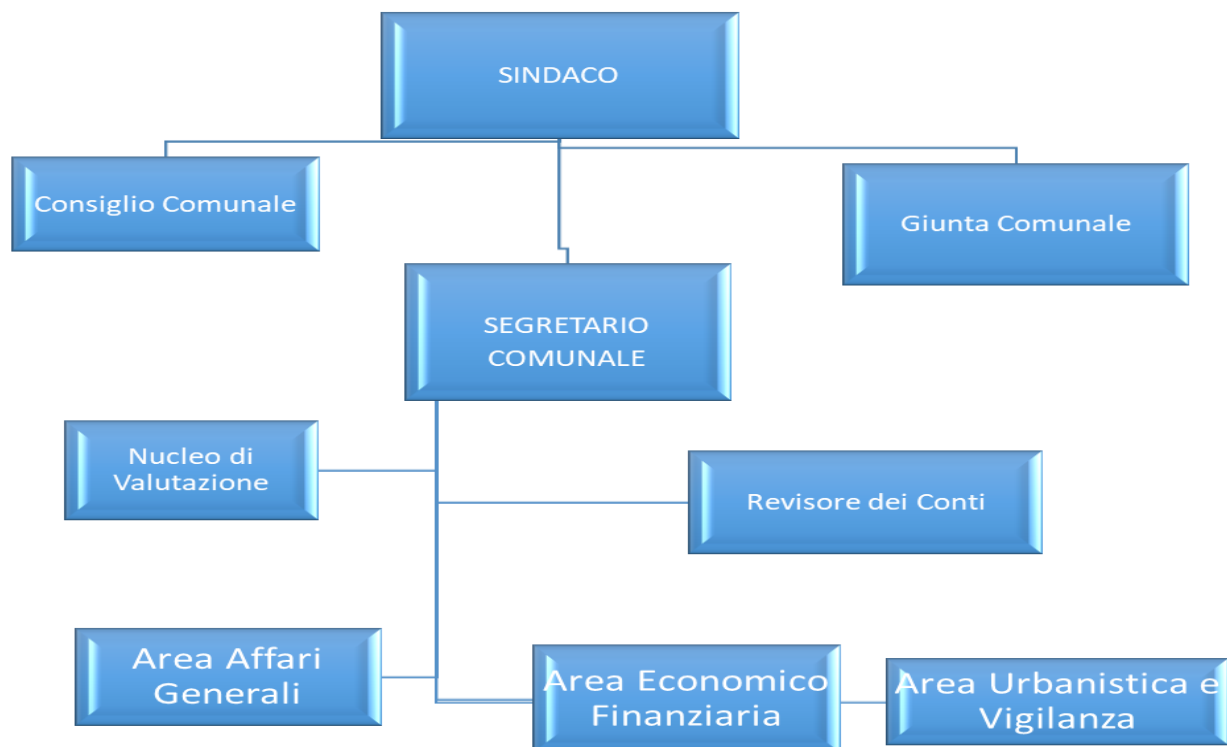 SINDACO
Consiglio Comunale
Giunta Comunale
SEGRETARIO
COMUNALE
Nucleo di
Valutazione
Revisore dei Conti
Area Affari
Generali
Area Economico
Finanziaria
Area Urbanistica e
Vigilanza